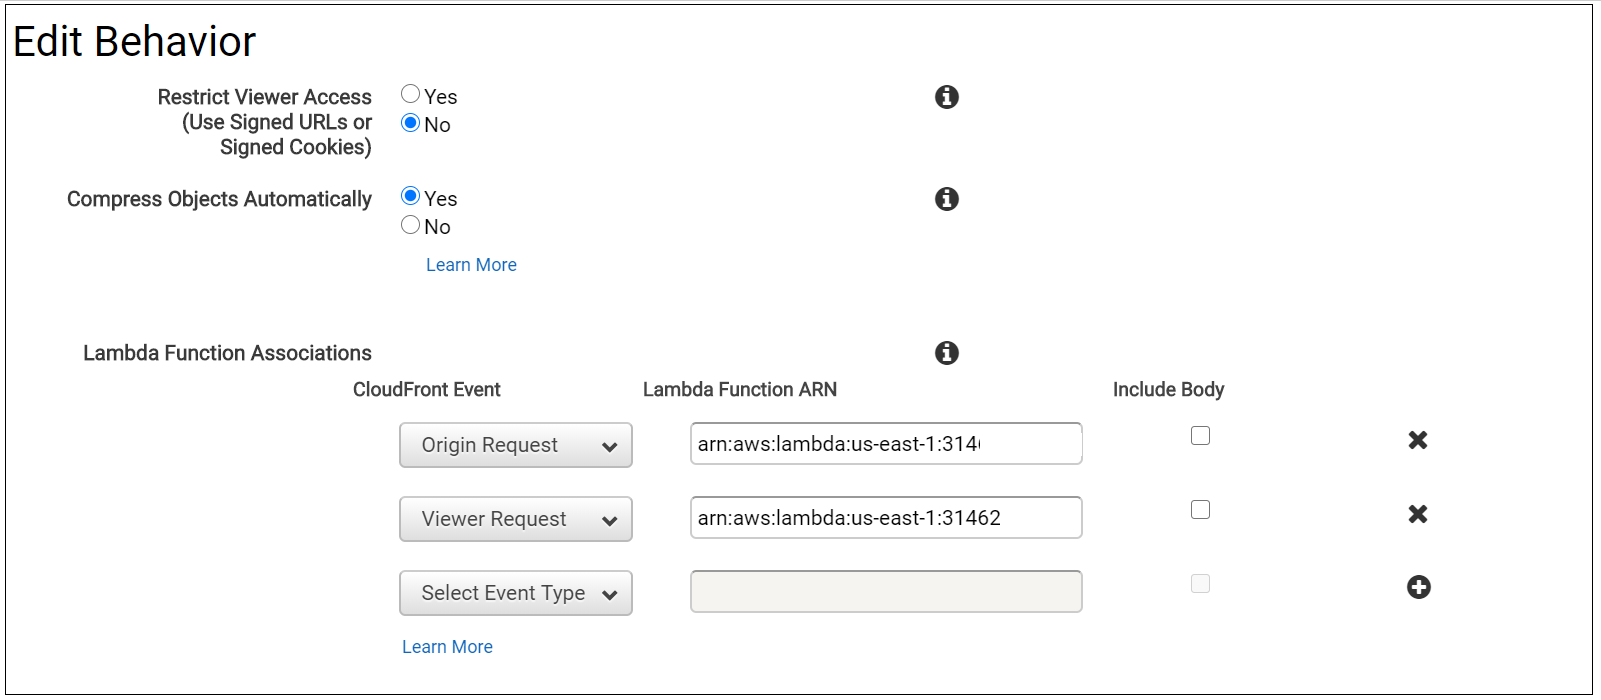 Edit Behavior
Restrict Viewer Access
(Use Signed URLs or
Signed Cookies)
Yes
No
Compress Objects Automatically
Yes
No
Learn More
Lambda Function Associations
CloudFront Event Lambda Function ARN Include Body
Origin Request arn:aws:lambda:us-east-1:314
Viewer Request arn:aws:lambda:us-east-1:31462
Select Event Type
Learn More